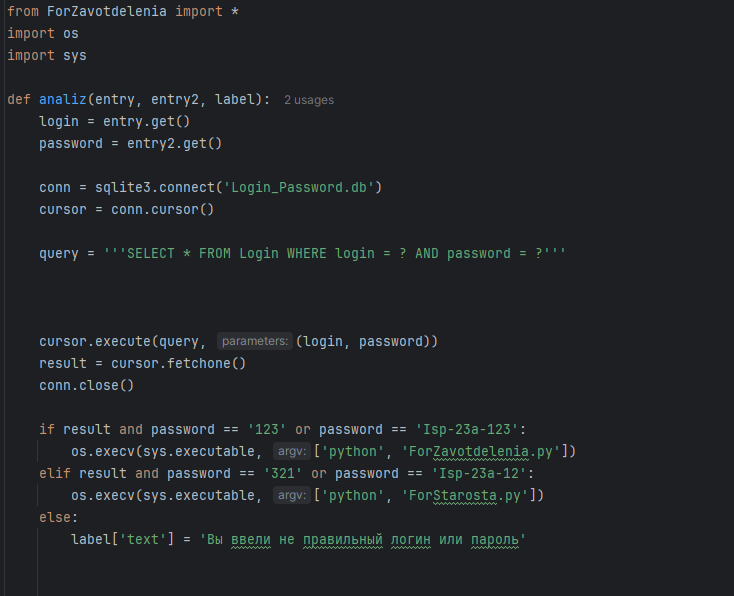 from ForZavotdelenia import *
import os
import sys
def analiz(entry, entry2, label): 2 usages
login = entry.get()
password = entry2.get()
conn = sqlite3.connect('Login_Password.db')
cursor = conn.cursor()
query = '''SELECT * FROM Login WHERE login = ? AND password = ?'''
cursor.execute(query, parameters: (login, password))
result = cursor.fetchone()
conn.close()
if result and password == '123' or password == 'Isp-23a-123':
os.execv(sys.executable, argv: ['python', 'ForZavotdelenia.py'])
elif result and password == '321' or password == 'Isp-23a-12':
os.execv(sys.executable, argv: ['python', 'ForStarosta.py'])
else:
label['text'] = 'Вы ввели не правильный логин или пароль'